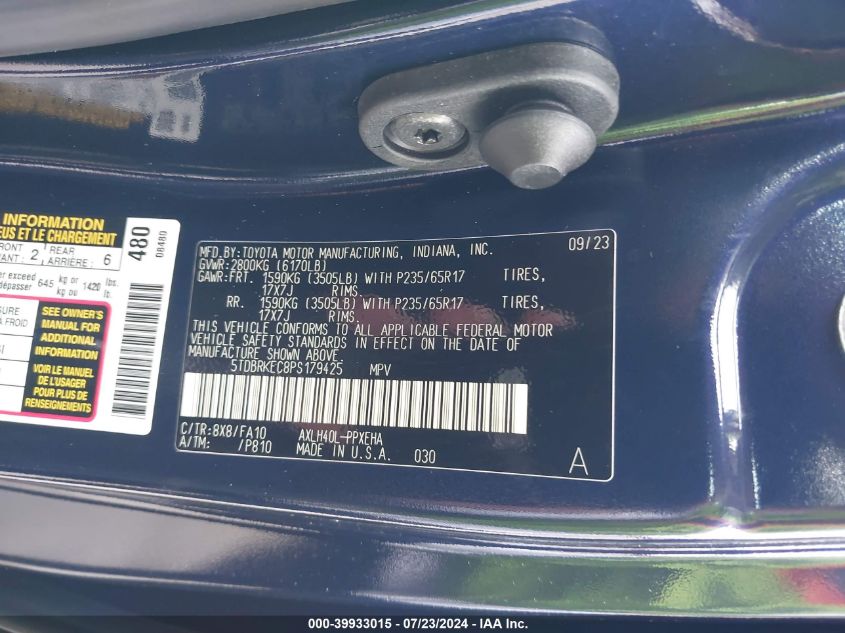 INFORMATION
EUS ET LE CHARGEMENT
FRONT
VANT: 2 REAR
ARRIÈRE: 6
er exceed 645 kg or 1420 lbs.
dépasser kg ou lb.
SURE
A FROID
SEE OWNER'S
MANUAL FOR
ADDITIONAL
INFORMATION
VOIR LE MANUEL
DE L'USAGER
POUR PLUS DE
RENSEIGNEMENTS
480
08480
MFD.BY:TOYOTA MOTOR MANUFACTURING, INDIANA, INC. 09/23
GVWR:2800KG (6170LB)
GAWR:FRT. 1590KG (3505LB) WITH P235/65R17 TIRES,
17X7J RIMS.
RR. 1590KG (3505LB) WITH P235/65R17 TIRES,
17X7J RIMS.
THIS VEHICLE CONFORMS TO ALL APPLICABLE FEDERAL MOTOR
VEHICLE SAFETY STANDARDS IN EFFECT ON THE DATE OF
MANUFACTURE SHOWN ABOVE.
5TDBRKEC8PS179425 MPV
C/TR:8X8/FA10 AXLH40L-PPXEHA
A/TM: /P810 MADE IN U.S.A. 030
A
000-39933015 - 07/23/2024 - IAA Inc.